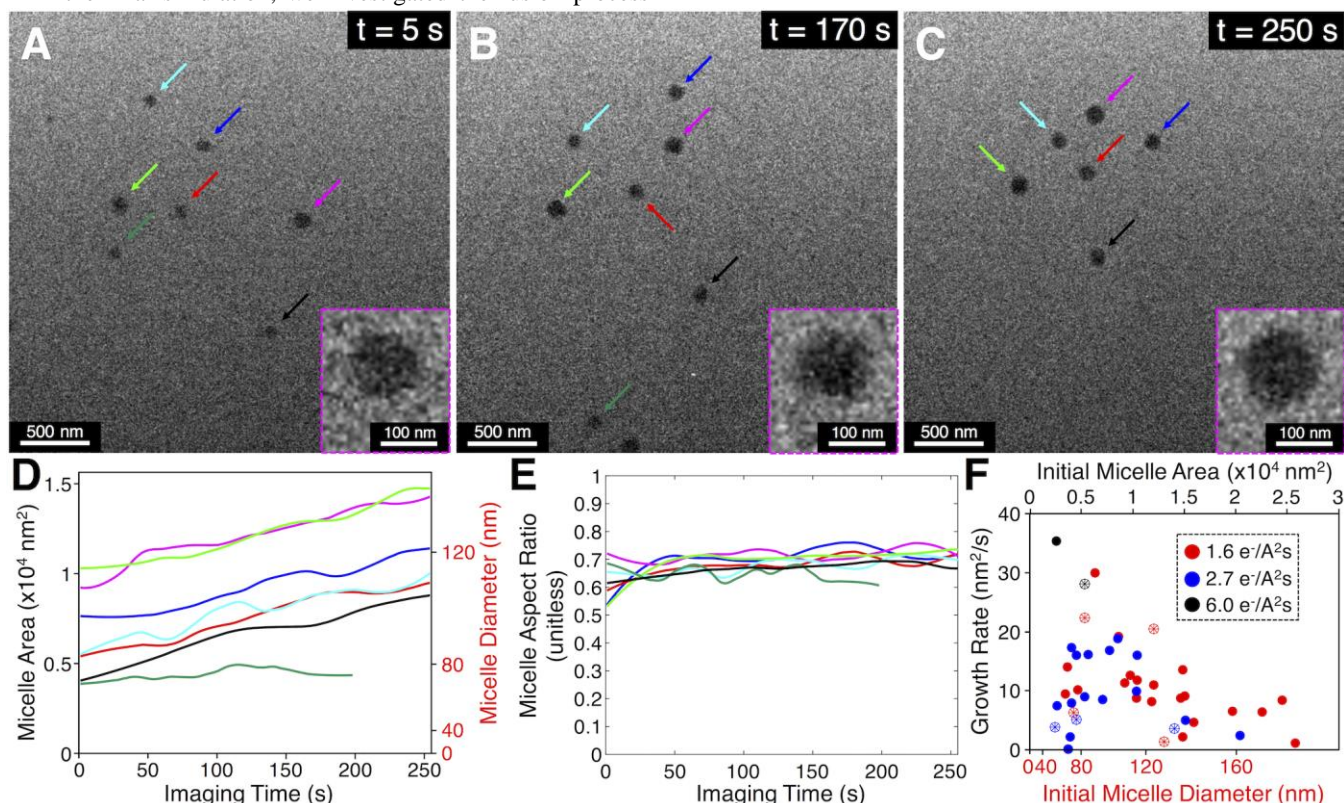 A
t = 5 s
500 nm
100 nm
B
t = 170 s
500 nm
100 nm
C
t = 250 s
500 nm
100 nm
D
Micelle Area (x10⁴ nm²)
1.5
1
0.5
0
120
80
40
0
Micelle Diameter (nm)
0 50 100 150 200 250
Imaging Time (s)
E
Micelle Aspect Ratio
(unitless)
1
0.9
0.8
0.7
0.6
0.5
0.4
0.3
0.2
0.1
0
0 50 100 150 200 250
Imaging Time (s)
F
Initial Micelle Area (x10⁴ nm²)
0 0.5 1 1.5 2 2.5 3
Growth Rate (nm²/s)
40
30
20
10
0
1.6 e⁻/A²s
2.7 e⁻/A²s
6.0 e⁻/A²s
0 40 80 120 160
Initial Micelle Diameter (nm)